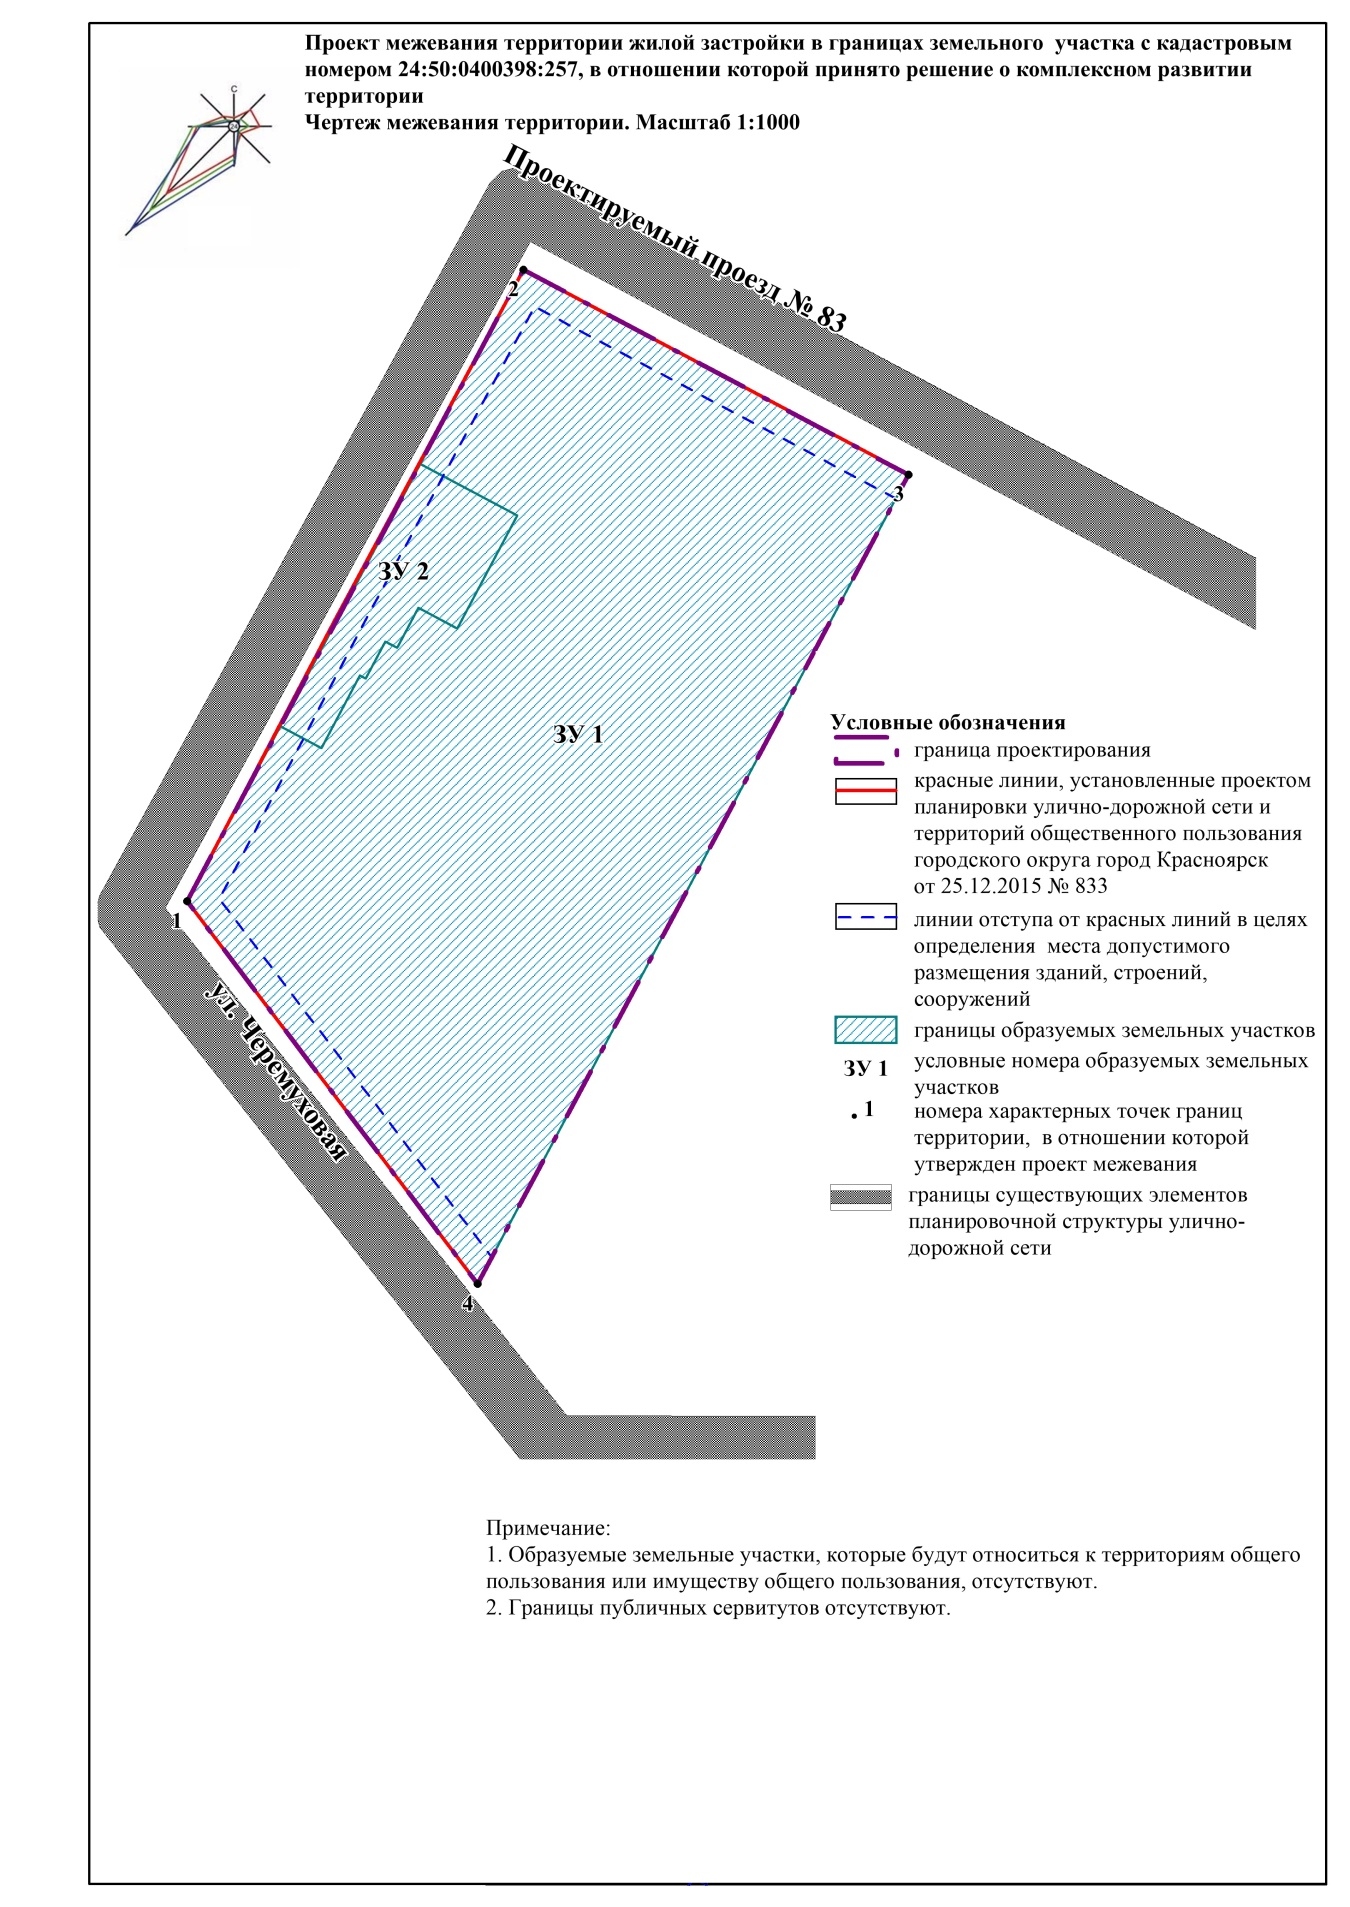 Проект межевания территории жилой застройки в границах земельного участка с кадастровым
номером 24:50:0400398:257, в отношении которой принято решение о комплексном развитии
территории
Чертеж межевания территории. Масштаб 1:1000
С
24
Проектируемый проезд № 83
2
3
ЗУ 2
ЗУ 1
1
ул. Черемуховая
4
Условные обозначения
граница проектирования
красные линии, установленные проектом
планировки улично-дорожной сети и
территорий общественного пользования
городского округа город Красноярск
от 25.12.2015 № 833
линии отступа от красных линий в целях
определения места допустимого
размещения зданий, строений,
сооружений
границы образуемых земельных участков
ЗУ 1 условные номера образуемых земельных
участков
1 номера характерных точек границ
территории, в отношении которой
утвержден проект межевания
границы существующих элементов
планировочной структуры улично-
дорожной сети
Примечание:
1. Образуемые земельные участки, которые будут относиться к территориям общего
пользования или имуществу общего пользования, отсутствуют.
2. Границы публичных сервитутов отсутствуют.